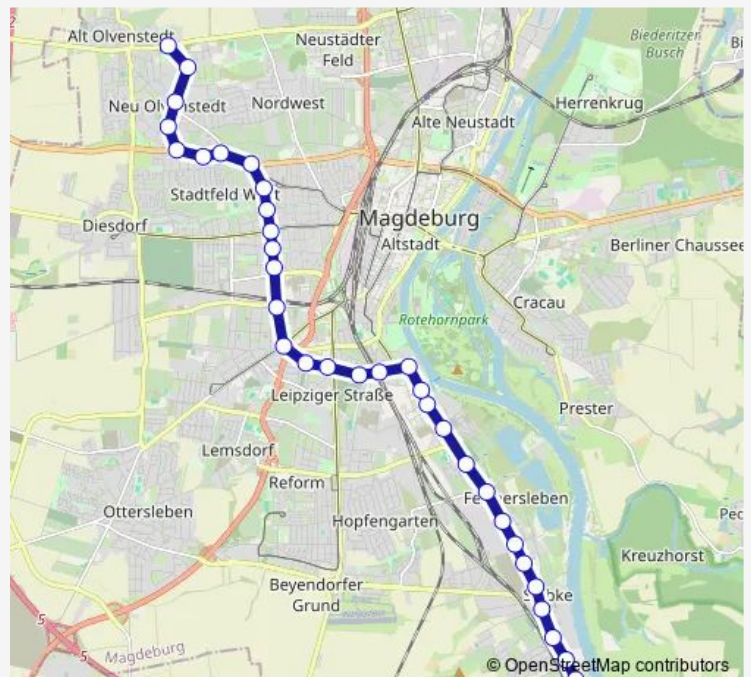 Alt Olvenstedt
Neustädter
Feld
Biederitzer
Busch
Bi
Neu Olvenstedt
Nordwest
Herrenkrug
Alte Neustadt
Stadtfeld West
Magdeburg
Diesdorf
Altstadt
Berliner Chaussee
Cracau
Rotehornpark
Leipziger Straße
Prester
Lemsdorf
Reform
Ottersleben
Hopfengarten
Kreuzhorst
Beyendorfer
Grund
5
5
Magdeburg
© OpenStreetMap contributors